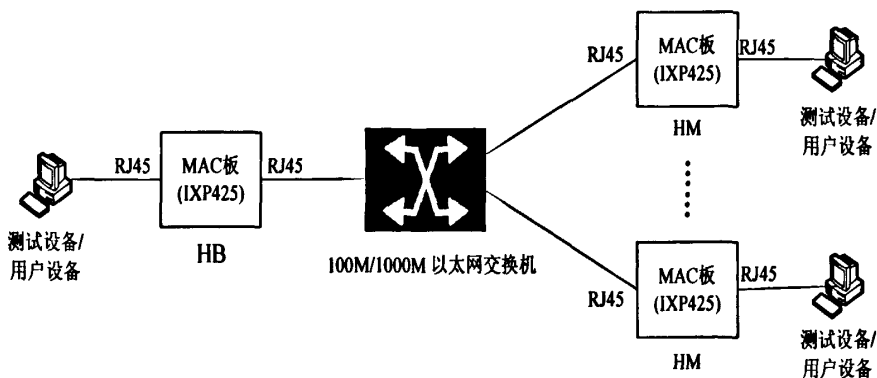 RJ45
MAC板
(IXP425)
RJ45
HM
测试设备/
用户设备
RJ45
MAC板
(IXP425)
RJ45
HB
测试设备/
用户设备
100M/1000M 以太网交换机
RJ45
MAC板
(IXP425)
RJ45
HM
测试设备/
用户设备